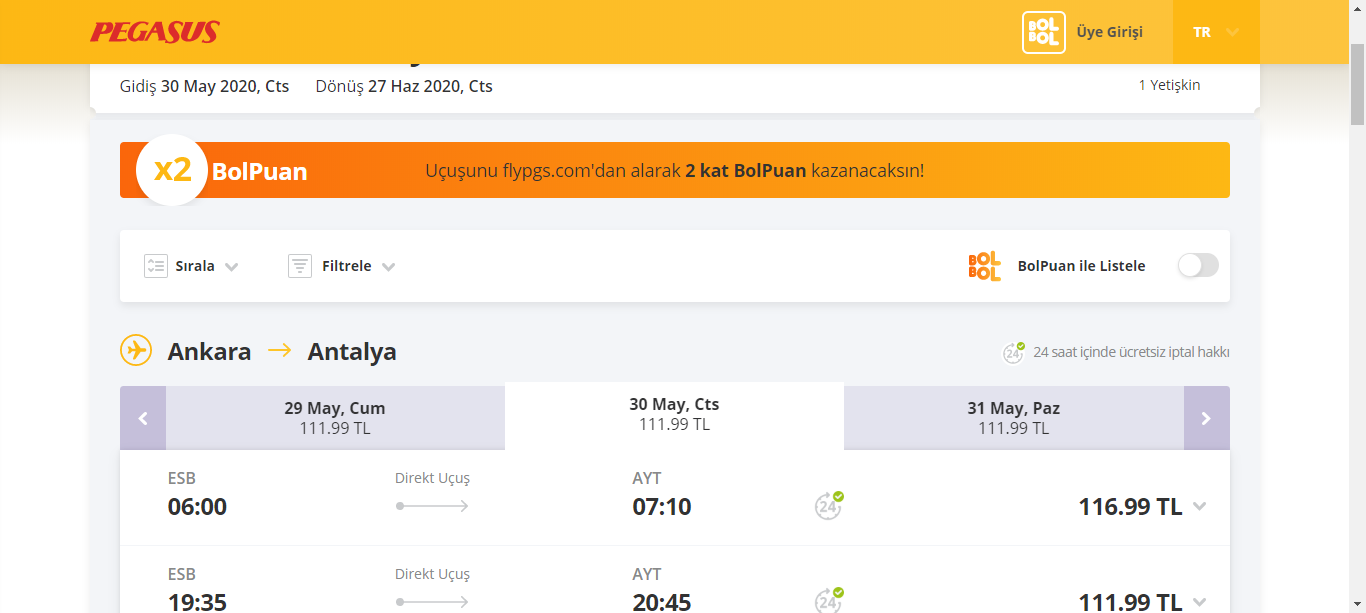 PEGASUS
BOL BOL
Üye Girişi
TR
Gidiş 30 May 2020, Cts
Dönüş 27 Haz 2020, Cts
1 Yetişkin
x2 BolPuan
Uçuşunu flypgs.com'dan alarak 2 kat BolPuan kazanacaksın!
Sırala
Filtrele
BOL BOL
BolPuan ile Listele
Ankara → Antalya
24
24 saat içinde ücretsiz iptal hakkı
29 May, Cum
111.99 TL
30 May, Cts
111.99 TL
31 May, Paz
111.99 TL
ESB
Direkt Uçuş
AYT
06:00
07:10
24
116.99 TL
ESB
Direkt Uçuş
AYT
19:35
20:45
24
111.99 TL